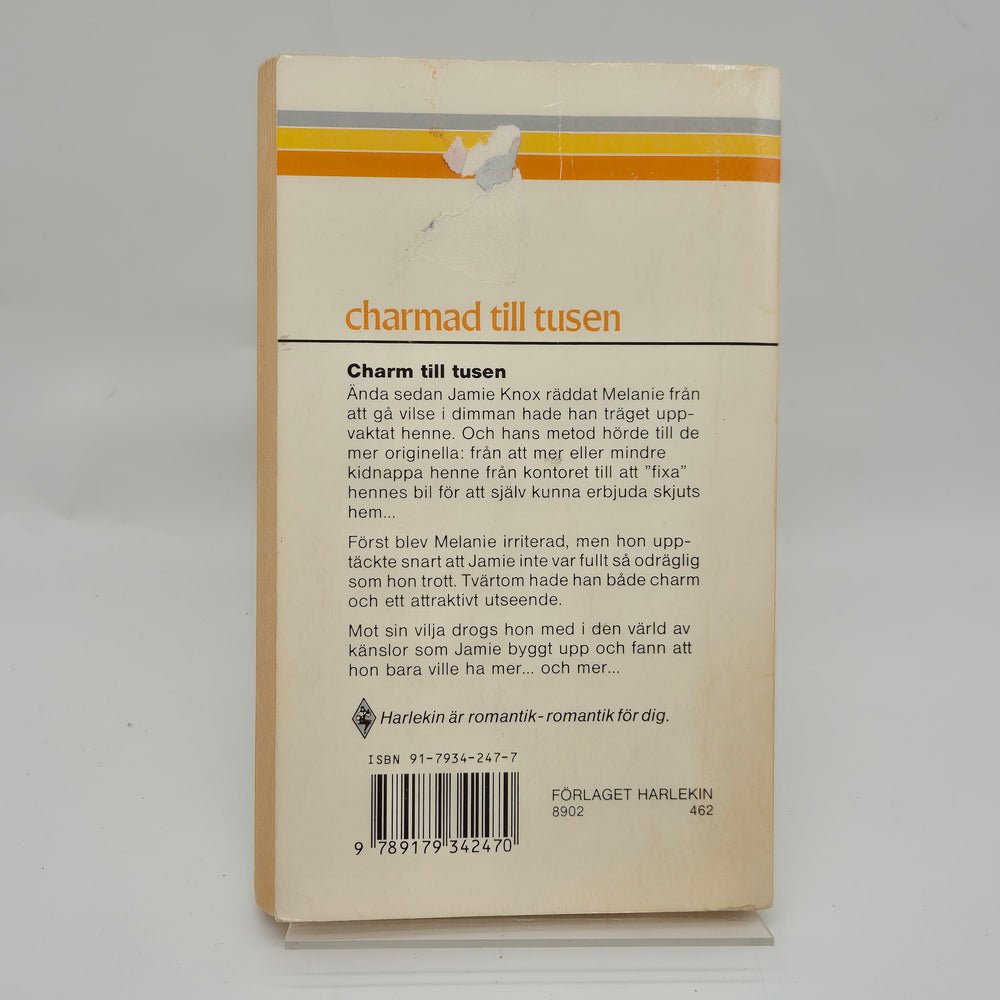 charmad till tusen
Charm till tusen
Ända sedan Jamie Knox räddat Melanie från
att gå vilse i dimman hade han träget upp-
vaktat henne. Och hans metod hörde till de
mer originella: från att mer eller mindre
kidnappa henne från kontoret till att ”fixa”
hennes bil för att själv kunna erbjuda skjuts
hem...
Först blev Melanie irriterad, men hon upp-
täckte snart att Jamie inte var fullt så odräglig
som hon trott. Tvärtom hade han både charm
och ett attraktivt utseende.
Mot sin vilja drogs hon med i den värld av
känslor som Jamie byggt upp och fann att
hon bara ville ha mer... och mer...
Harlekin är romantik - romantik för dig.
ISBN 91-7934-247-7
9 789179 342470
FÖRLAGET HARLEKIN
8902 462